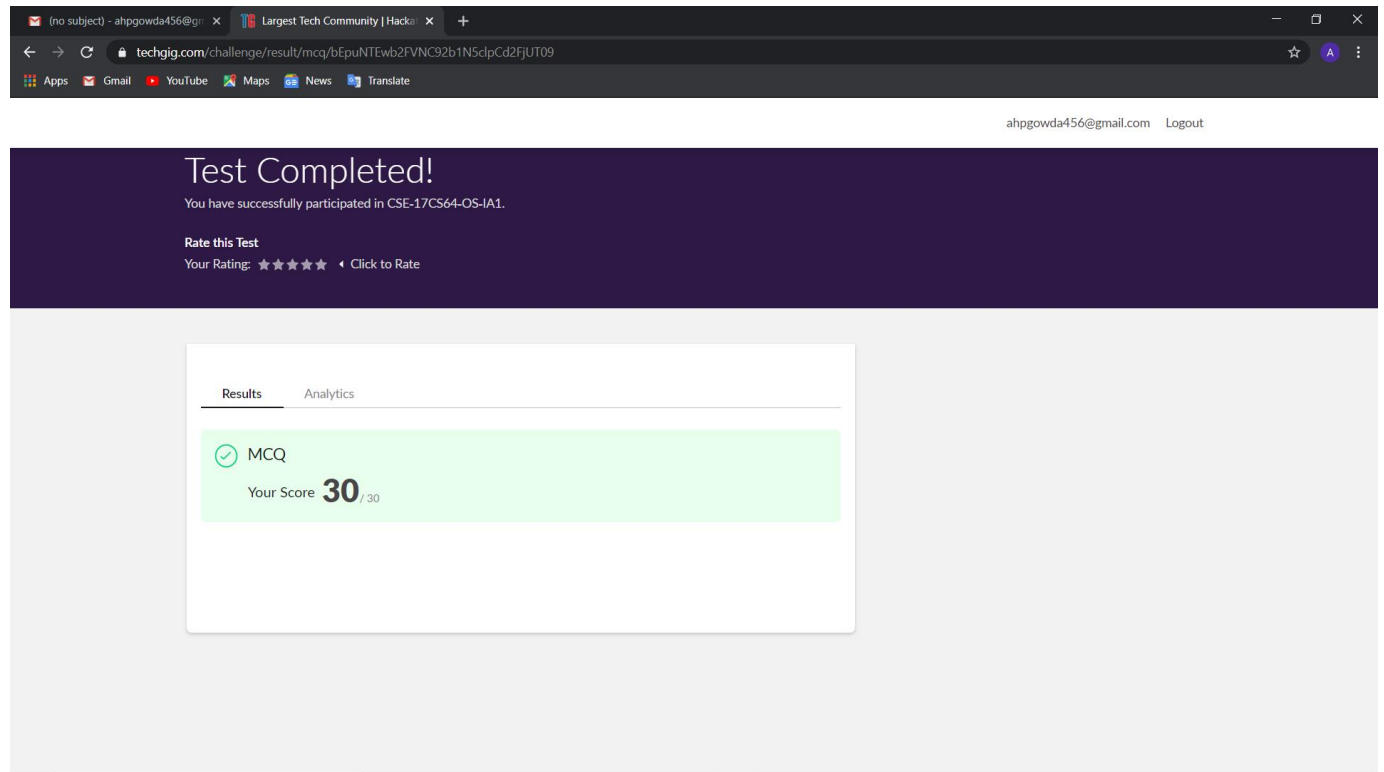 (no subject) - ahpgowda456@gm
Largest Tech Community | Hacka
techgig.com/challenge/result/mcq/bEpuNTEwb2FVNC92b1N5clpCd2FjUT09
A
Apps Gmail YouTube Maps News Translate
ahpgowda456@gmail.com Logout
Test Completed!
You have successfully participated in CSE-17CS64-OS-IA1.
Rate this Test
Your Rating: Click to Rate
Results Analytics
MCQ
Your Score 30 / 30